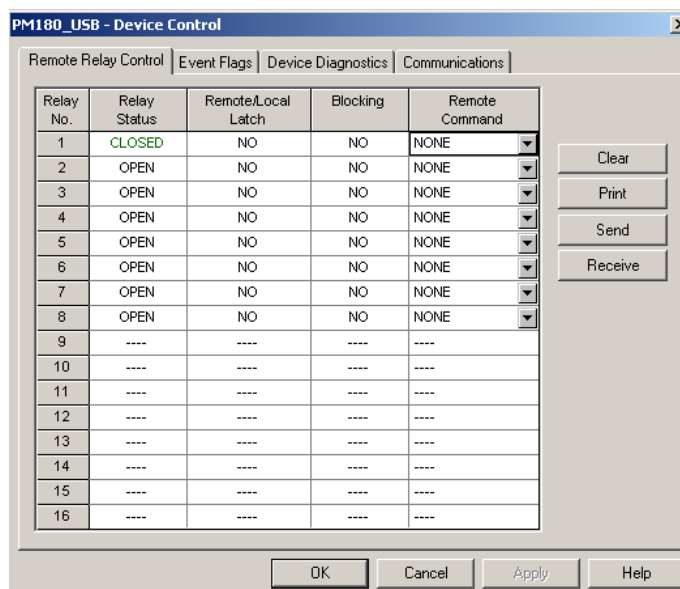 PM180_USB - Device Control
Remote Relay Control Event Flags Device Diagnostics Communications
Relay No. Relay Status Remote/Local Latch Blocking Remote Command
1 CLOSED NO NO NONE
2 OPEN NO NO NONE
3 OPEN NO NO NONE
4 OPEN NO NO NONE
5 OPEN NO NO NONE
6 OPEN NO NO NONE
7 OPEN NO NO NONE
8 OPEN NO NO NONE
9 ---- ---- ---- ----
10 ---- ---- ---- ----
11 ---- ---- ---- ----
12 ---- ---- ---- ----
13 ---- ---- ---- ----
14 ---- ---- ---- ----
15 ---- ---- ---- ----
16 ---- ---- ---- ----
Clear
Print
Send
Receive
OK Cancel Apply Help